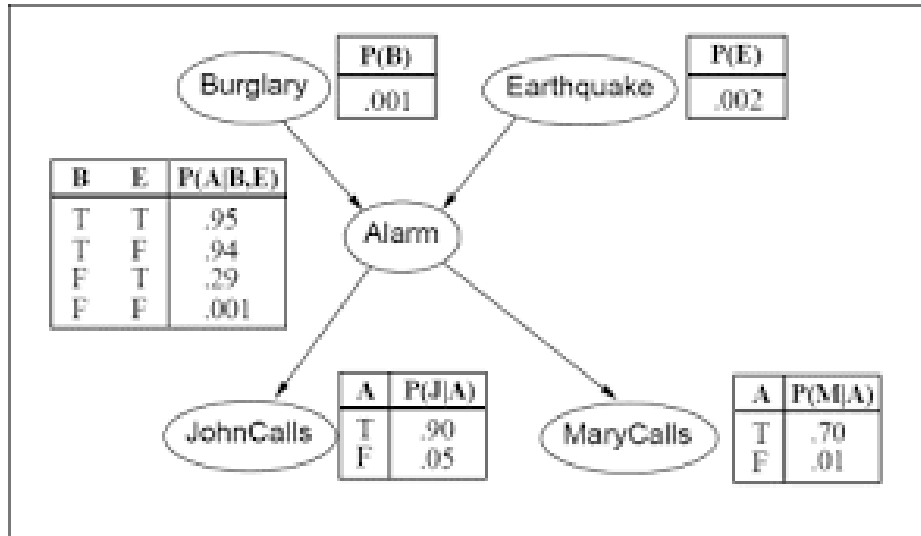 Burglary
P(B)
.001
Earthquake
P(E)
.002
B E P(A|B,E)
T T .95
T F .94
F T .29
F F .001
Alarm
JohnCalls
A P(J|A)
T .90
F .05
MaryCalls
A P(M|A)
T .70
F .01